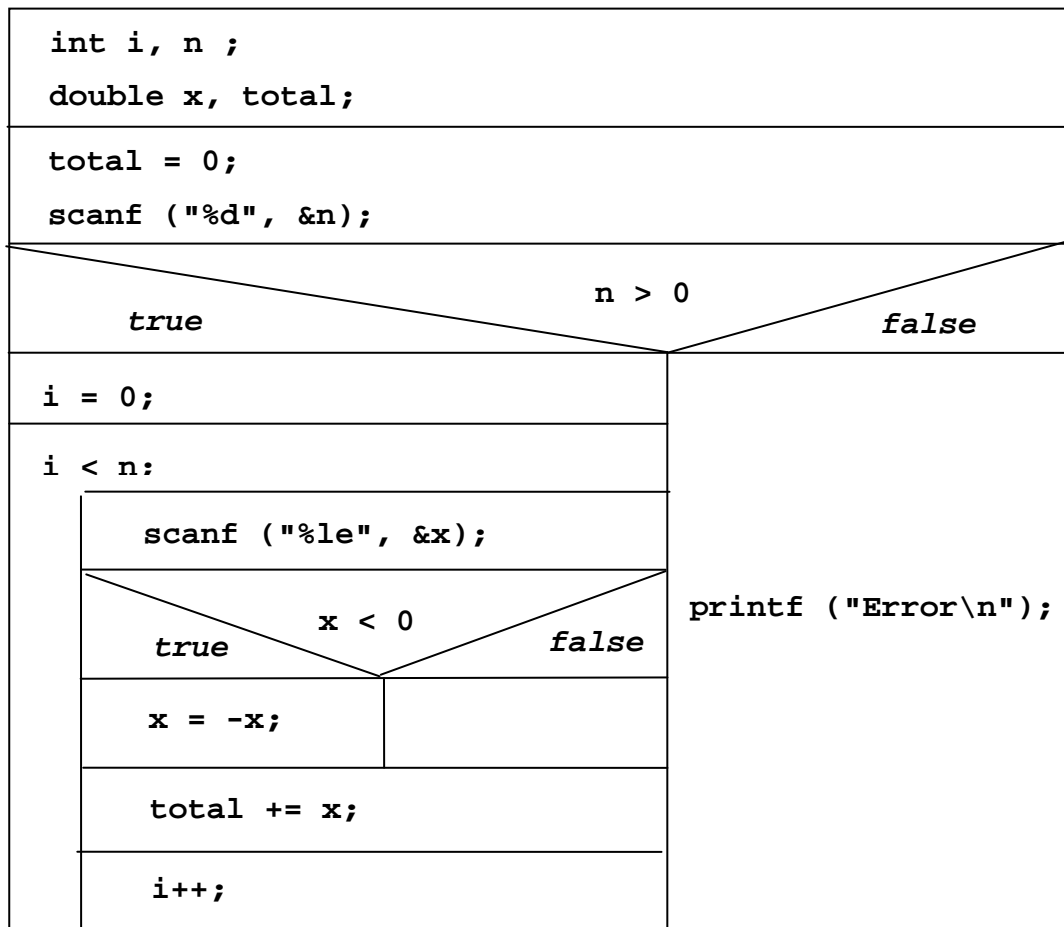 int i, n ;
double x, total;
total = 0;
scanf ("%d", &n);
n > 0
true
false
i = 0;
i < n:
scanf ("%le", &x);
x < 0
true
false
x = -x;
total += x;
i++;
printf ("Error\n");